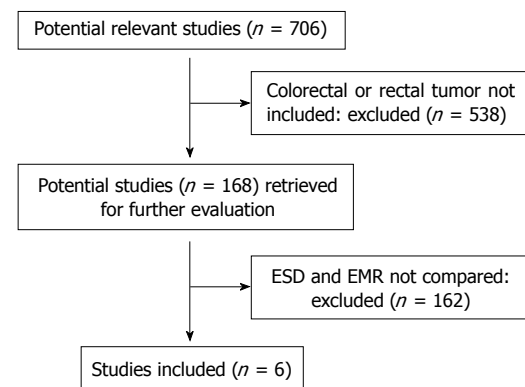 Potential relevant studies (n = 706)
Colorectal or rectal tumor not
included: excluded (n = 538)
Potential studies (n = 168) retrieved
for further evaluation
ESD and EMR not compared:
excluded (n = 162)
Studies included (n = 6)